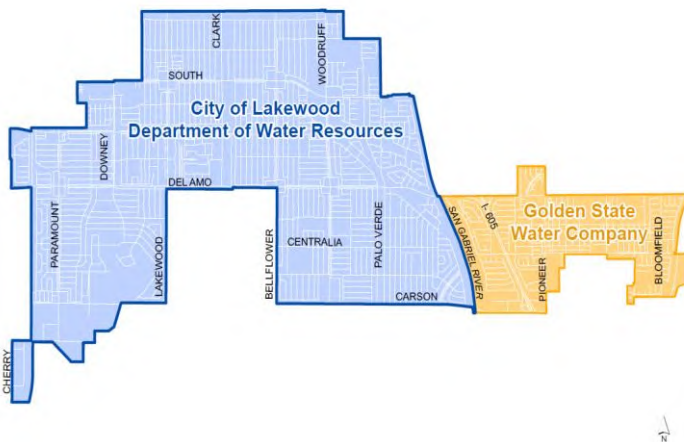 CLARK
WOODRUFF
SOUTH
City of Lakewood
Department of Water Resources
DOWNEY
DEL AMO
PARAMOUNT
LAKEWOOD
BELLFLOWER
CENTRALIA
PALO VERDE
CARSON
SAN GABRIEL RIVER
I- 605
Golden State
Water Company
PIONEER
BLOOMFIELD
CHERRY
N